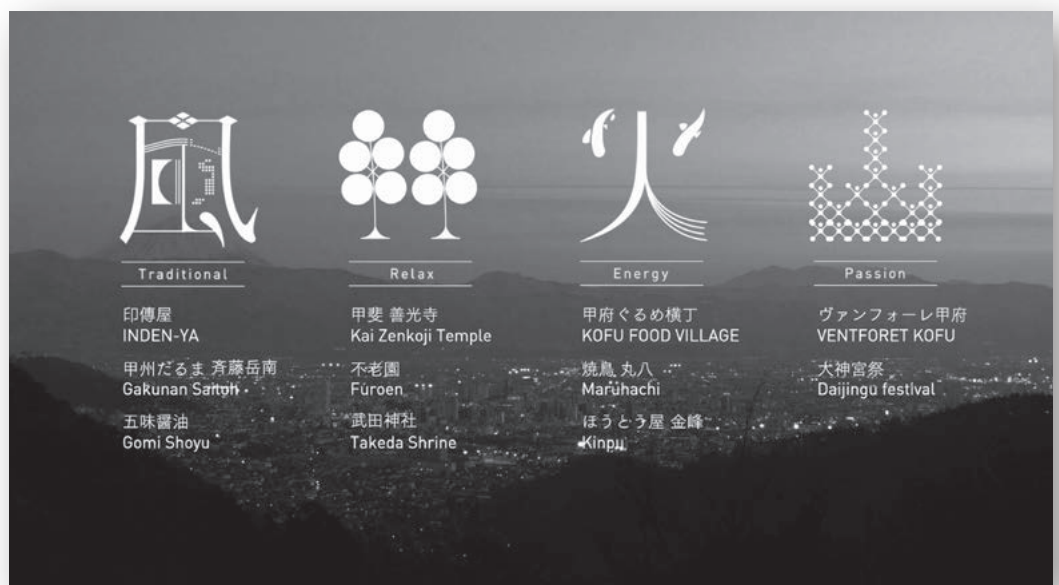 風
Traditional
印傳屋
INDEN-YA
甲州だるま 斉藤岳南
Gakunan Saitoh
五味醤油
Gomi Shoyu
林
Relax
甲斐 善光寺
Kai Zenkoji Temple
不老園
Furoen
武田神社
Takeda Shrine
火
Energy
甲府ぐるめ横丁
KOFU FOOD VILLAGE
焼鳥 丸八
Maruhachi
ほうとう屋 金峰
Kinpu
山
Passion
ヴァンフォーレ甲府
VENTFORET KOFU
大神宮祭
Daijingu festival